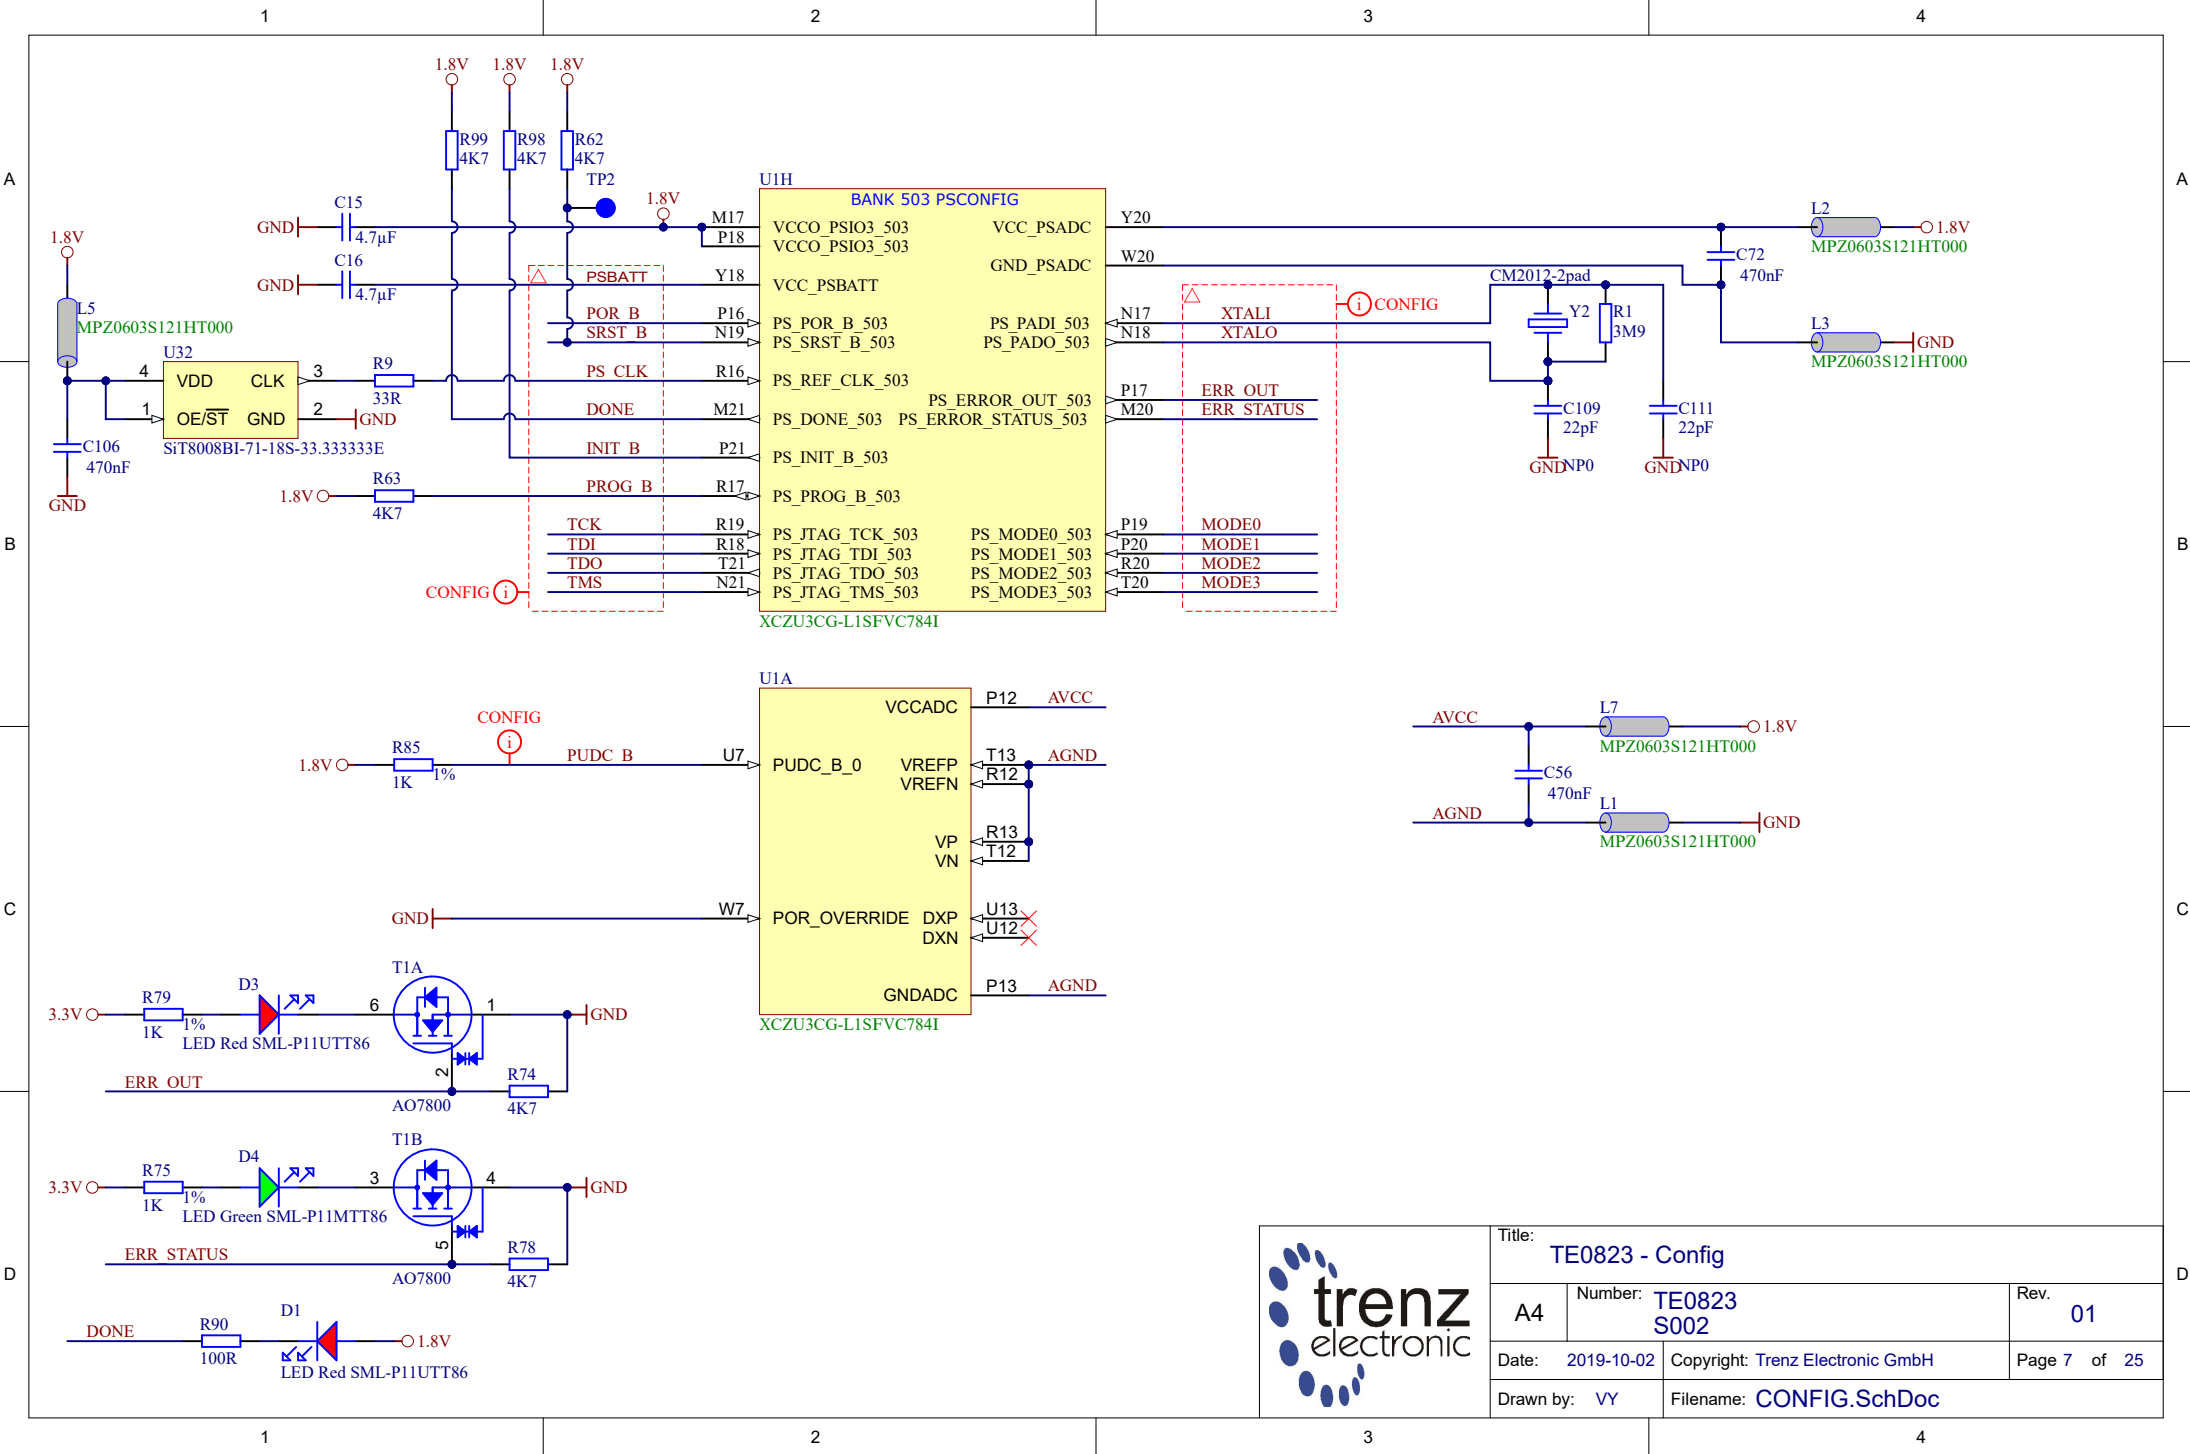 1
2
3
4
A
A
B
B
C
C
D
D
1.8V
1.8V
1.8V
R99
4K7
R98
4K7
R62
4K7
TP2
1.8V
C15
GND
4.7µF
C16
GND
4.7µF
1.8V
L5
MPZ0603S121HT000
U32
4
VDD
CLK
3
1
OE/ST
GND
2
GND
SiT8008BI-71-18S-33.333333E
R9
33R
C106
470nF
GND
1.8V
R63
4K7
PSBATT
POR_B
SRST_B
PS_CLK
DONE
INIT_B
PROG_B
TCK
TDI
TDO
TMS
CONFIG
i
U1H
BANK 503 PSCONFIG
M17
VCCO_PSIO3_503
P18
VCCO_PSIO3_503
Y18
VCC_PSBATT
P16
PS_POR_B_503
N19
PS_SRST_B_503
R16
PS_REF_CLK_503
M21
PS_DONE_503
P21
PS_INIT_B_503
R17
PS_PROG_B_503
R19
PS_JTAG_TCK_503
R18
PS_JTAG_TDI_503
T21
PS_JTAG_TDO_503
N21
PS_JTAG_TMS_503
VCC_PSADC
Y20
GND_PSADC
W20
PS_PADI_503
N17
PS_PADO_503
N18
PS_ERROR_OUT_503
P17
PS_ERROR_STATUS_503
M20
PS_MODE0_503
P19
PS_MODE1_503
P20
PS_MODE2_503
R20
PS_MODE3_503
T20
XCZU3CG-L1SFVC784I
XTALI
XTALO
ERR_OUT
ERR_STATUS
MODE0
MODE1
MODE2
MODE3
i
CONFIG
CM2012-2pad
Y2
R1
3M9
C109
22pF
GND
NP0
C111
22pF
GND
NP0
C72
470nF
L2
MPZ0603S121HT000
1.8V
L3
MPZ0603S121HT000
GND
U1A
VCCADC
P12
AVCC
CONFIG
i
1.8V
R85
1K
1%
PUDC_B
U7
PUDC_B_0
VREFP
T13
AGND
VREFN
R12
VP
R13
VN
T12
GND
W7
POR_OVERRIDE
DXP
U13
DXN
U12
GNDADC
P13
AGND
XCZU3CG-L1SFVC784I
AVCC
L7
MPZ0603S121HT000
1.8V
C56
470nF
AGND
L1
MPZ0603S121HT000
GND
3.3V
R79
1K
1%
D3
LED Red SML-P11UTT86
T1A
6
1
2
GND
ERR_OUT
AO7800
R74
4K7
3.3V
R75
1K
1%
D4
LED Green SML-P11MTT86
T1B
3
4
5
GND
ERR_STATUS
AO7800
R78
4K7
DONE
R90
100R
D1
1.8V
LED Red SML-P11UTT86
trenz
electronic
Title:
TE0823 - Config
A4
Number: TE0823
S002
Rev.
01
Date: 2019-10-02
Copyright: Trenz Electronic GmbH
Page 7 of 25
Drawn by: VY
Filename: CONFIG.SchDoc
1
2
3
4